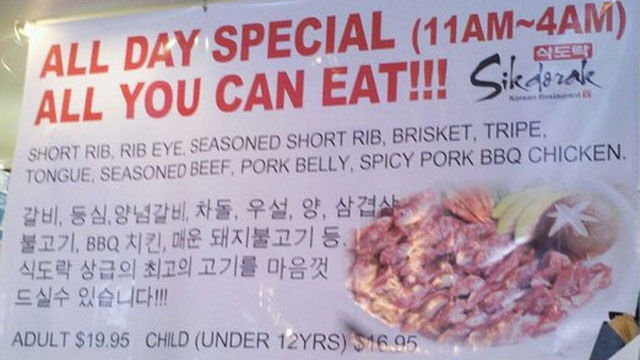 ALL DAY SPECIAL (11AM~4AM)
ALL YOU CAN EAT!!!
식도락
Sikdorak
Korean Restaurant
SHORT RIB, RIB EYE, SEASONED SHORT RIB, BRISKET, TRIPE,
TONGUE, SEASONED BEEF, PORK BELLY, SPICY PORK BBQ CHICKEN.
갈비, 등심,양념갈비, 차돌, 우설, 양, 삼겹살,
불고기, BBQ 치킨, 매운 돼지불고기 등.
식도락 상급의 최고의 고기를 마음껏
드실수 있습니다!!!
ADULT $19.95 CHILD (UNDER 12YRS) $16.95